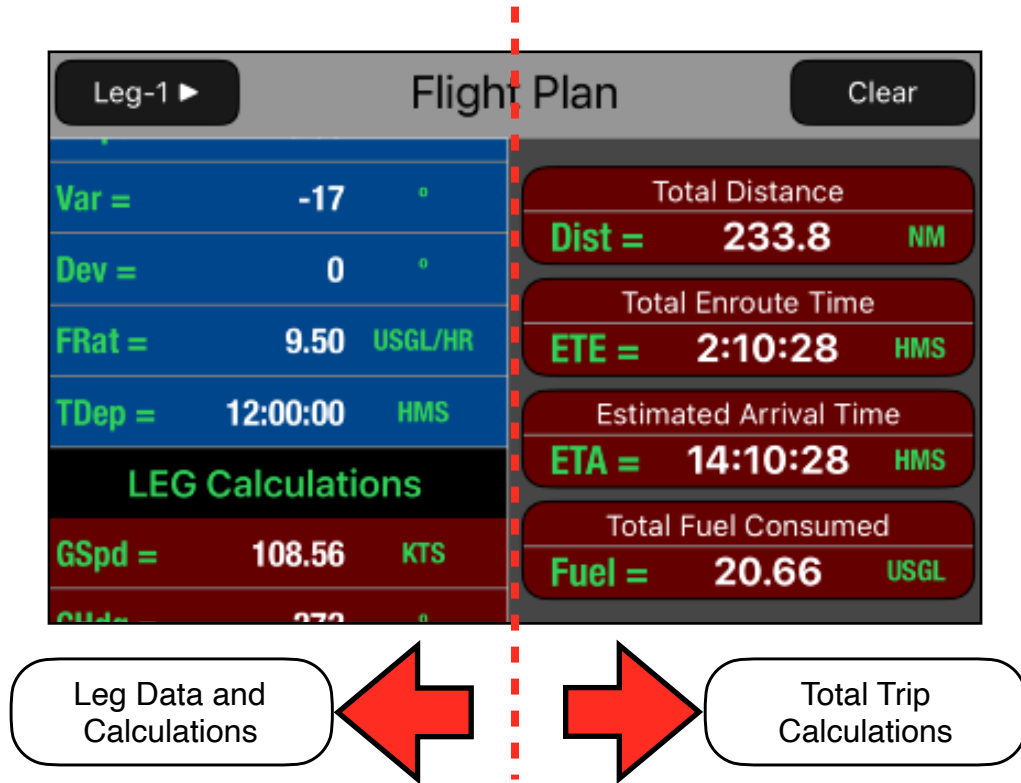 Leg-1 ►
Flight Plan
Clear
Var = -17 º
Dev = 0 º
FRat = 9.50 USGL/HR
TDep = 12:00:00 HMS
LEG Calculations
GSpd = 108.56 KTS
Total Distance
Dist = 233.8 NM
Total Enroute Time
ETE = 2:10:28 HMS
Estimated Arrival Time
ETA = 14:10:28 HMS
Total Fuel Consumed
Fuel = 20.66 USGL
Leg Data and
Calculations
Total Trip
Calculations